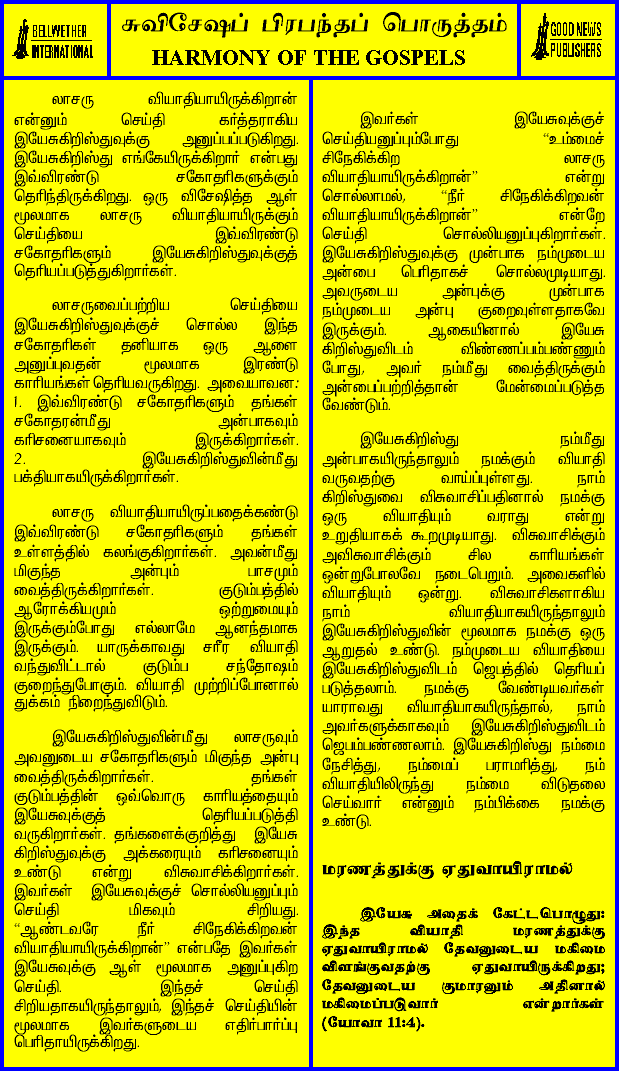 BELLWETHER
INTERNATIONAL
சுவிசேஷப் பிரபந்தப் பொருத்தம்
HARMONY OF THE GOSPELS
GOOD NEWS
PUBLISHERS
லாசரு வியாதியாயிருக்கிறான்
என்னும் செய்தி கர்த்தராகிய
இயேசுகிறிஸ்துவுக்கு அனுப்பப்படுகிறது.
இயேசுகிறிஸ்து எங்கேயிருக்கிறார் என்பது
இவ்விரண்டு சகோதரிகளுக்கும்
தெரிந்திருக்கிறது. ஒரு விசேஷித்த ஆள்
மூலமாக லாசரு வியாதியாயிருக்கும்
செய்தியை இவ்விரண்டு
சகோதரிகளும் இயேசுகிறிஸ்துவுக்குத்
தெரியப்படுத்துகிறார்கள்.
லாசருவைப்பற்றிய செய்தியை
இயேசுகிறிஸ்துவுக்குச் சொல்ல இந்த
சகோதரிகள் தனியாக ஒரு ஆளை
அனுப்புவதன் மூலமாக இரண்டு
காரியங்கள் தெரியவருகிறது. அவையாவன:
1. இவ்விரண்டு சகோதரிகளும் தங்கள்
சகோதரன்மீது அன்பாகவும்
கரிசனையாகவும் இருக்கிறார்கள்.
2. இயேசுகிறிஸ்துவின்மீது
பக்தியாகயிருக்கிறார்கள்.
லாசரு வியாதியாயிருப்பதைக்கண்டு
இவ்விரண்டு சகோதரிகளும் தங்கள்
உள்ளத்தில் கலங்குகிறார்கள். அவன்மீது
மிகுந்த அன்பும் பாசமும்
வைத்திருக்கிறார்கள். குடும்பத்தில்
ஆரோக்கியமும் ஒற்றுமையும்
இருக்கும்போது எல்லாமே ஆனந்தமாக
இருக்கும். யாருக்காவது சரீர வியாதி
வந்துவிட்டால் குடும்ப சந்தோஷம்
குறைந்துபோகும். வியாதி முற்றிப்போனால்
துக்கம் நிறைந்துவிடும்.
இயேசுகிறிஸ்துவின்மீது லாசருவும்
அவனுடைய சகோதரிகளும் மிகுந்த அன்பு
வைத்திருக்கிறார்கள். தங்கள்
குடும்பத்தின் ஒவ்வொரு காரியத்தையும்
இயேசுவுக்குத் தெரியப்படுத்தி
வருகிறார்கள். தங்களைக்குறித்து இயேசு
கிறிஸ்துவுக்கு அக்கரையும் கரிசனையும்
உண்டு என்று விசுவாசிக்கிறார்கள்.
இவர்கள் இயேசுவுக்குச் சொல்லியனுப்பும்
செய்தி மிகவும் சிறியது.
“ஆண்டவரே நீர் சிநேகிக்கிறவன்
வியாதியாயிருக்கிறான்” என்பதே இவர்கள்
இயேசுவுக்கு ஆள் மூலமாக அனுப்புகிற
செய்தி. இந்தச் செய்தி
சிறியதாகயிருந்தாலும், இந்தச் செய்தியின்
மூலமாக இவர்களுடைய எதிர்பார்ப்பு
பெரிதாயிருக்கிறது.
இவர்கள் இயேசுவுக்குச்
செய்தியனுப்பும்போது “உம்மைச்
சிநேகிக்கிற லாசரு
வியாதியாயிருக்கிறான்” என்று
சொல்லாமல், “நீர் சிநேகிக்கிறவன்
வியாதியாயிருக்கிறான்” என்றே
செய்தி சொல்லியனுப்புகிறார்கள்.
இயேசுகிறிஸ்துவுக்கு முன்பாக நம்முடைய
அன்பை பெரிதாகச் சொல்லமுடியாது.
அவருடைய அன்புக்கு முன்பாக
நம்முடைய அன்பு குறைவுள்ளதாகவே
இருக்கும். ஆகையினால் இயேசு
கிறிஸ்துவிடம் விண்ணப்பம்பண்ணும்
போது, அவர் நம்மீது வைத்திருக்கும்
அன்பைப்பற்றித்தான் மேன்மைப்படுத்த
வேண்டும்.
இயேசுகிறிஸ்து நம்மீது
அன்பாகயிருந்தாலும் நமக்கும் வியாதி
வருவதற்கு வாய்ப்புள்ளது. நாம்
கிறிஸ்துவை விசுவாசிப்பதினால் நமக்கு
ஒரு வியாதியும் வராது என்று
உறுதியாகக் கூறமுடியாது. விசுவாசிக்கும்
அவிசுவாசிக்கும் சில காரியங்கள்
ஒன்றுபோலவே நடைபெறும். அவைகளில்
வியாதியும் ஒன்று. விசுவாசிகளாகிய
நாம் வியாதியாகயிருந்தாலும்
இயேசுகிறிஸ்துவின் மூலமாக நமக்கு ஒரு
ஆறுதல் உண்டு. நம்முடைய வியாதியை
இயேசுகிறிஸ்துவிடம் ஜெபத்தில் தெரியப்
படுத்தலாம். நமக்கு வேண்டியவர்கள்
யாராவது வியாதியாகயிருந்தால், நாம்
அவர்களுக்காகவும் இயேசுகிறிஸ்துவிடம்
ஜெபம்பண்ணலாம். இயேசுகிறிஸ்து நம்மை
நேசித்து, நம்மைப் பராமரித்து, நம்
வியாதியிலிருந்து நம்மை விடுதலை
செய்வார் என்னும் நம்பிக்கை நமக்கு
உண்டு.
மரணத்துக்கு ஏதுவாயிராமல்
இயேசு அதைக் கேட்டபொழுது:
இந்த வியாதி மரணத்துக்கு
ஏதுவாயிராமல் தேவனுடைய மகிமை
விளங்குவதற்கு ஏதுவாயிருக்கிறது;
தேவனுடைய குமாரனும் அதினால்
மகிமைப்படுவார் என்றார்கள்
(யோவா 11:4).